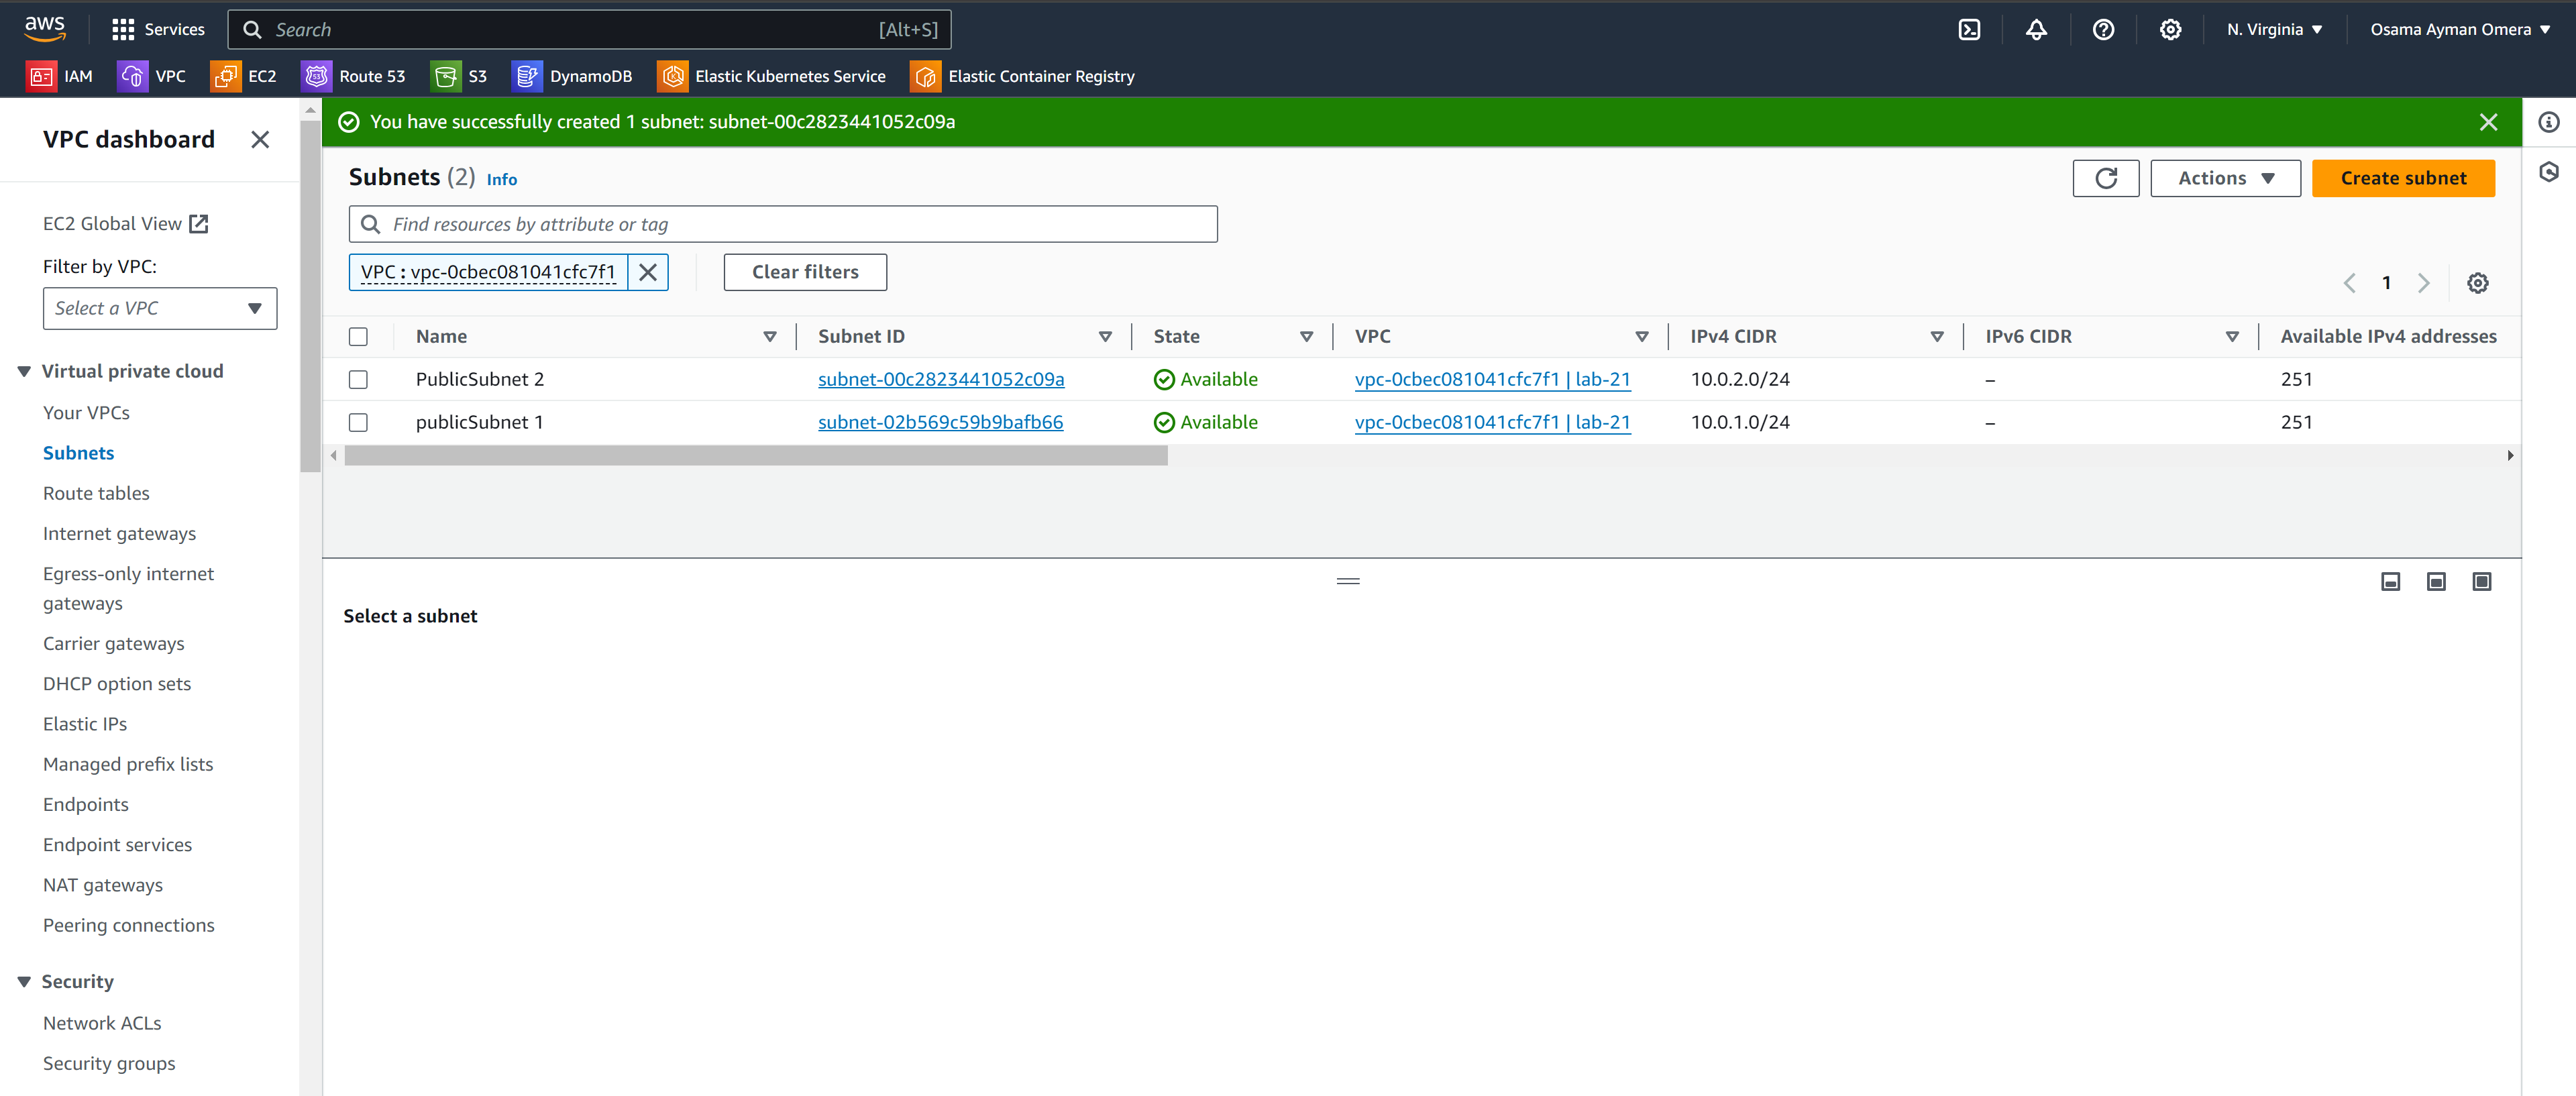 aws Services Search [Alt+S] N. Virginia Osama Ayman Omera
IAM VPC EC2 Route 53 S3 DynamoDB Elastic Kubernetes Service Elastic Container Registry
VPC dashboard
EC2 Global View
Filter by VPC:
Select a VPC
Virtual private cloud
Your VPCs
Subnets
Route tables
Internet gateways
Egress-only internet
gateways
Carrier gateways
DHCP option sets
Elastic IPs
Managed prefix lists
Endpoints
Endpoint services
NAT gateways
Peering connections
Security
Network ACLs
Security groups
You have successfully created 1 subnet: subnet-00c2823441052c09a
Subnets (2) Info Actions Create subnet
Find resources by attribute or tag
VPC : vpc-0cbec081041cfc7f1 Clear filters
1
Name Subnet ID State VPC IPv4 CIDR IPv6 CIDR Available IPv4 addresses
PublicSubnet 2 subnet-00c2823441052c09a Available vpc-0cbec081041cfc7f1 | lab-21 10.0.2.0/24 – 251
publicSubnet 1 subnet-02b569c59b9bafb66 Available vpc-0cbec081041cfc7f1 | lab-21 10.0.1.0/24 – 251
Select a subnet